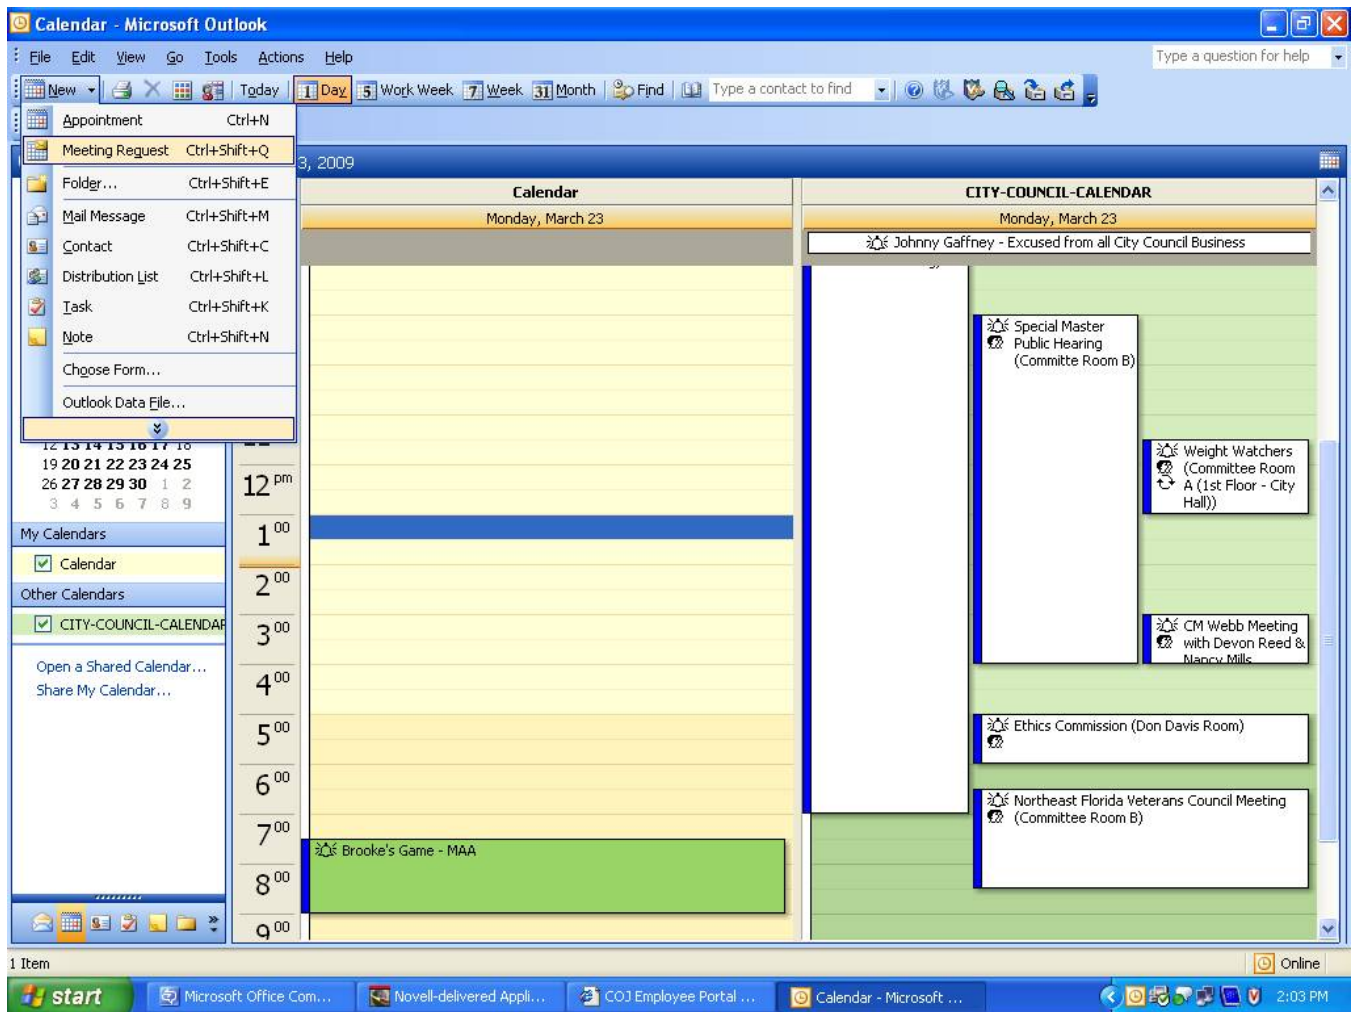 Calendar - Microsoft Outlook
File Edit View Go Tools Actions Help Type a question for help
New Today 1 Day 5 Work Week 7 Week 31 Month Find Type a contact to find
Appointment Ctrl+N
Meeting Request Ctrl+Shift+Q
3, 2009
Folder... Ctrl+Shift+E
Mail Message Ctrl+Shift+M
Contact Ctrl+Shift+C
Distribution List Ctrl+Shift+L
Task Ctrl+Shift+K
Note Ctrl+Shift+N
Choose Form...
Outlook Data File...
Calendar
Monday, March 23
CITY-COUNCIL-CALENDAR
Monday, March 23
Johnny Gaffney - Excused from all City Council Business
Special Master
Public Hearing
(Committe Room B)
Weight Watchers
(Committee Room
A (1st Floor - City
Hall))
CM Webb Meeting
with Devon Reed &
Nancy Mills
Ethics Commission (Don Davis Room)
Northeast Florida Veterans Council Meeting
(Committee Room B)
12 13 14 15 16 17 18
19 20 21 22 23 24 25
26 27 28 29 30 1 2
3 4 5 6 7 8 9
My Calendars
Calendar
Other Calendars
CITY-COUNCIL-CALENDAR
Open a Shared Calendar...
Share My Calendar...
12 pm
1 00
2 00
3 00
4 00
5 00
6 00
7 00
8 00
9 00
Brooke's Game - MAA
1 Item Online
start Microsoft Office Com... Novell-delivered Appli... COJ Employee Portal ... Calendar - Microsoft ... 2:03 PM